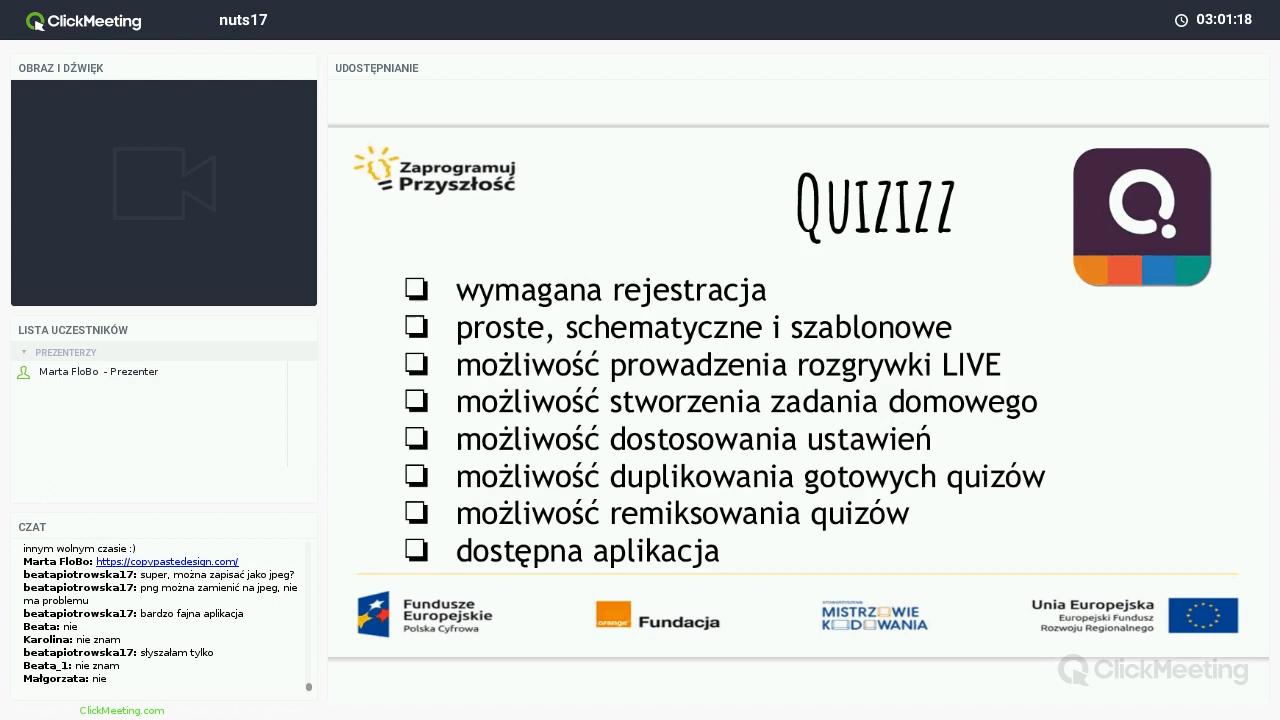 ClickMeeting
nuts17
03:01:18
OBRAZ I DŹWIĘK
LISTA UCZESTNIKÓW
PREZENTERZY
Marta FloBo - Prezenter
CZAT
innym wolnym czasie :)
Marta FloBo: https://copypastedesign.com/
beatapiotrowska17: super, można zapisać jako jpeg?
beatapiotrowska17: png można zamienić na jpeg, nie
ma problemu
beatapiotrowska17: bardzo fajna aplikacja
Beata: nie
Karolina: nie znam
beatapiotrowska17: słyszałam tylko
Beata_1: nie znam
Małgorzata: nie
ClickMeeting.com
UDOSTĘPNIANIE
Zaprogramuj
Przyszłość
Quizizz
wymagana rejestracja
proste, schematyczne i szablonowe
możliwość prowadzenia rozgrywki LIVE
możliwość stworzenia zadania domowego
możliwość dostosowania ustawień
możliwość duplikowania gotowych quizów
możliwość remiksowania quizów
dostępna aplikacja
Fundusze
Europejskie
Polska Cyfrowa
orange
Fundacja
STOWARZYSZENIE
MISTRZOWIE
KODOWANIA
Unia Europejska
Europejski Fundusz
Rozwoju Regionalnego
ClickMeeting